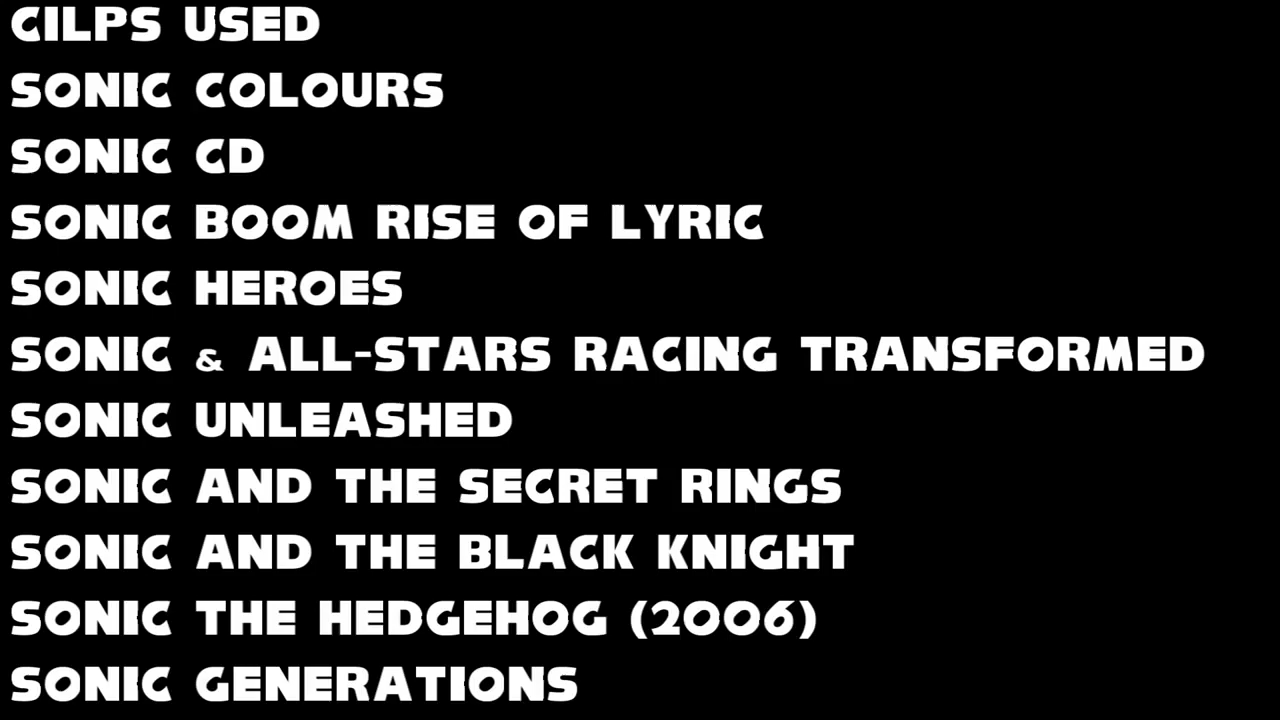 CILPS USED
SONIC COLOURS
SONIC CD
SONIC BOOM RISE OF LYRIC
SONIC HEROES
SONIC & ALL-STARS RACING TRANSFORMED
SONIC UNLEASHED
SONIC AND THE SECRET RINGS
SONIC AND THE BLACK KNIGHT
SONIC THE HEDGEHOG (2006)
SONIC GENERATIONS